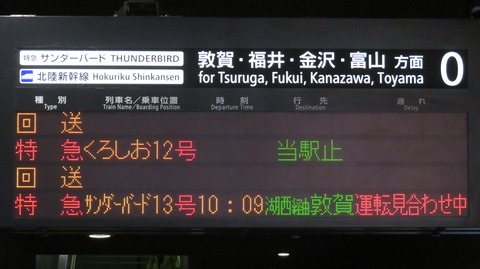 特急 サンダーバード THUNDERBIRD
北陸新幹線 Hokuriku Shinkansen
敦賀・福井・金沢・富山 方面
for Tsuruga, Fukui, Kanazawa, Toyama
0
種別 列車名／乗車位置 時刻 行先 遅れ
Type Train Name／Boarding Position Departure Time Destination Delay
回送
特急 くろしお12号 当駅止
回送
特急 サンダーバード13号 10：09 湖西経由敦賀 運転見合わせ中